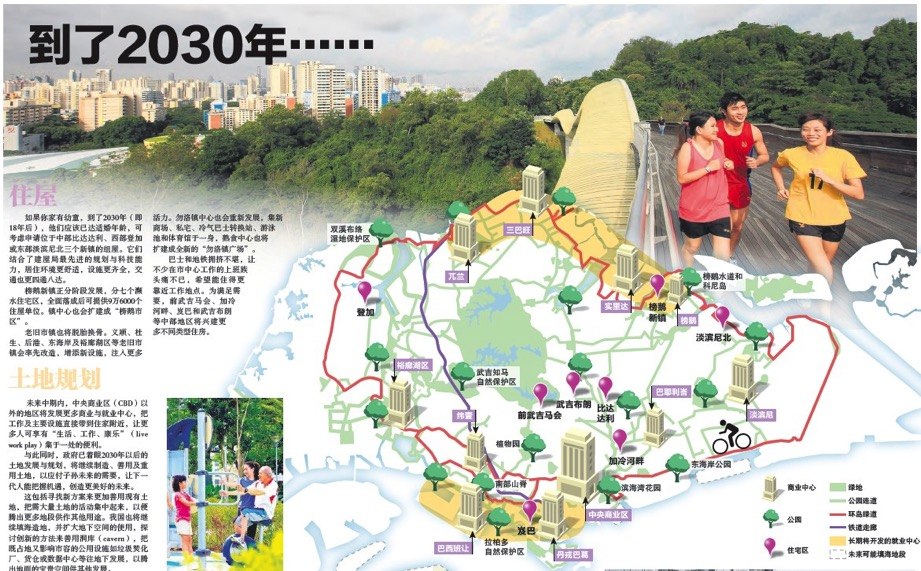 到了2030年……
住屋
如果你家有幼童，到了2030年（即
18年后），他们应该已达适婚年龄，可
考虑申请位于中部比达达利、西部登加
或东部淡滨尼北三个新镇的组屋。它们
结合了建屋局最先进的规划与科技能
力，居住环境更舒适，设施更齐全，交
通也更四通八达。
榜鹅新镇正分阶段发展，分七个濒
水住宅区，全面落成后可提供9万6000个
住屋单位。镇中心也会扩建成“榜鹅市
区”。
老旧市镇也将脱胎换骨。义顺、杜
生、后港、东海岸及裕廊湖区等老旧市
镇会率先改造，增添新设施，注入更多
活力。勿洛镇中心也会重新发展，集新
商场、私宅、冷气巴士转换站、游泳
池和体育馆于一身，熟食中心也将
扩建成全新的“勿洛镇广场”。
巴士和地铁拥挤不堪，让
不少在市中心工作的上班族
头痛不已，希望能住得更
靠近工作地点。为满足需
要，前武吉马会、加冷
河畔、岌巴和武吉布朗
等中部地区将兴建更
多不同类型住房。
土地规划
未来中期内，中央商业区（CBD）以
外的地区将发展更多商业与就业中心，把
工作及主要设施直接带到住家附近，让更
多人可享有“生活、工作、康乐”（live
work play）集于一处的便利。
与此同时，政府已着眼2030年以后的
土地发展与规划，将继续制造、善用及重
用土地，以应付子孙未来的需要，让下一
代人能把握机遇，创造更美好的未来。
这包括寻找新方案来更加善用现有土
地，把需大量土地的活动集中起来，以便
腾出更多地段供作其他用途。我国也将继
续填海造地，并扩大地下空间的使用，探
讨创新的方法来善用洞库（cavern），把
既占地又影响市容的公用设施如垃圾焚化
厂、货仓或数据中心等往地下发展，以腾
出地面的宝贵空间供其他发展。
双溪布洛
湿地保护区
三巴旺
兀兰
实里达
榜鹅
新镇
榜鹅
榜鹅水道和
科尼岛
淡滨尼北
登加
裕廊湖区
武吉知马
自然保护区
前武吉马会
武吉布朗
比达
达利
巴耶利峇
淡滨尼
纬壹
植物园
加冷河畔
东海岸公园
南部山脊
滨海湾花园
中央商业区
岌巴
巴西班让
拉柏多
自然保护区
丹戎巴葛
商业中心
公园
住宅区
绿地
公园连道
环岛绿道
铁道走廊
长期将开发的就业中心
未来可能填海地段